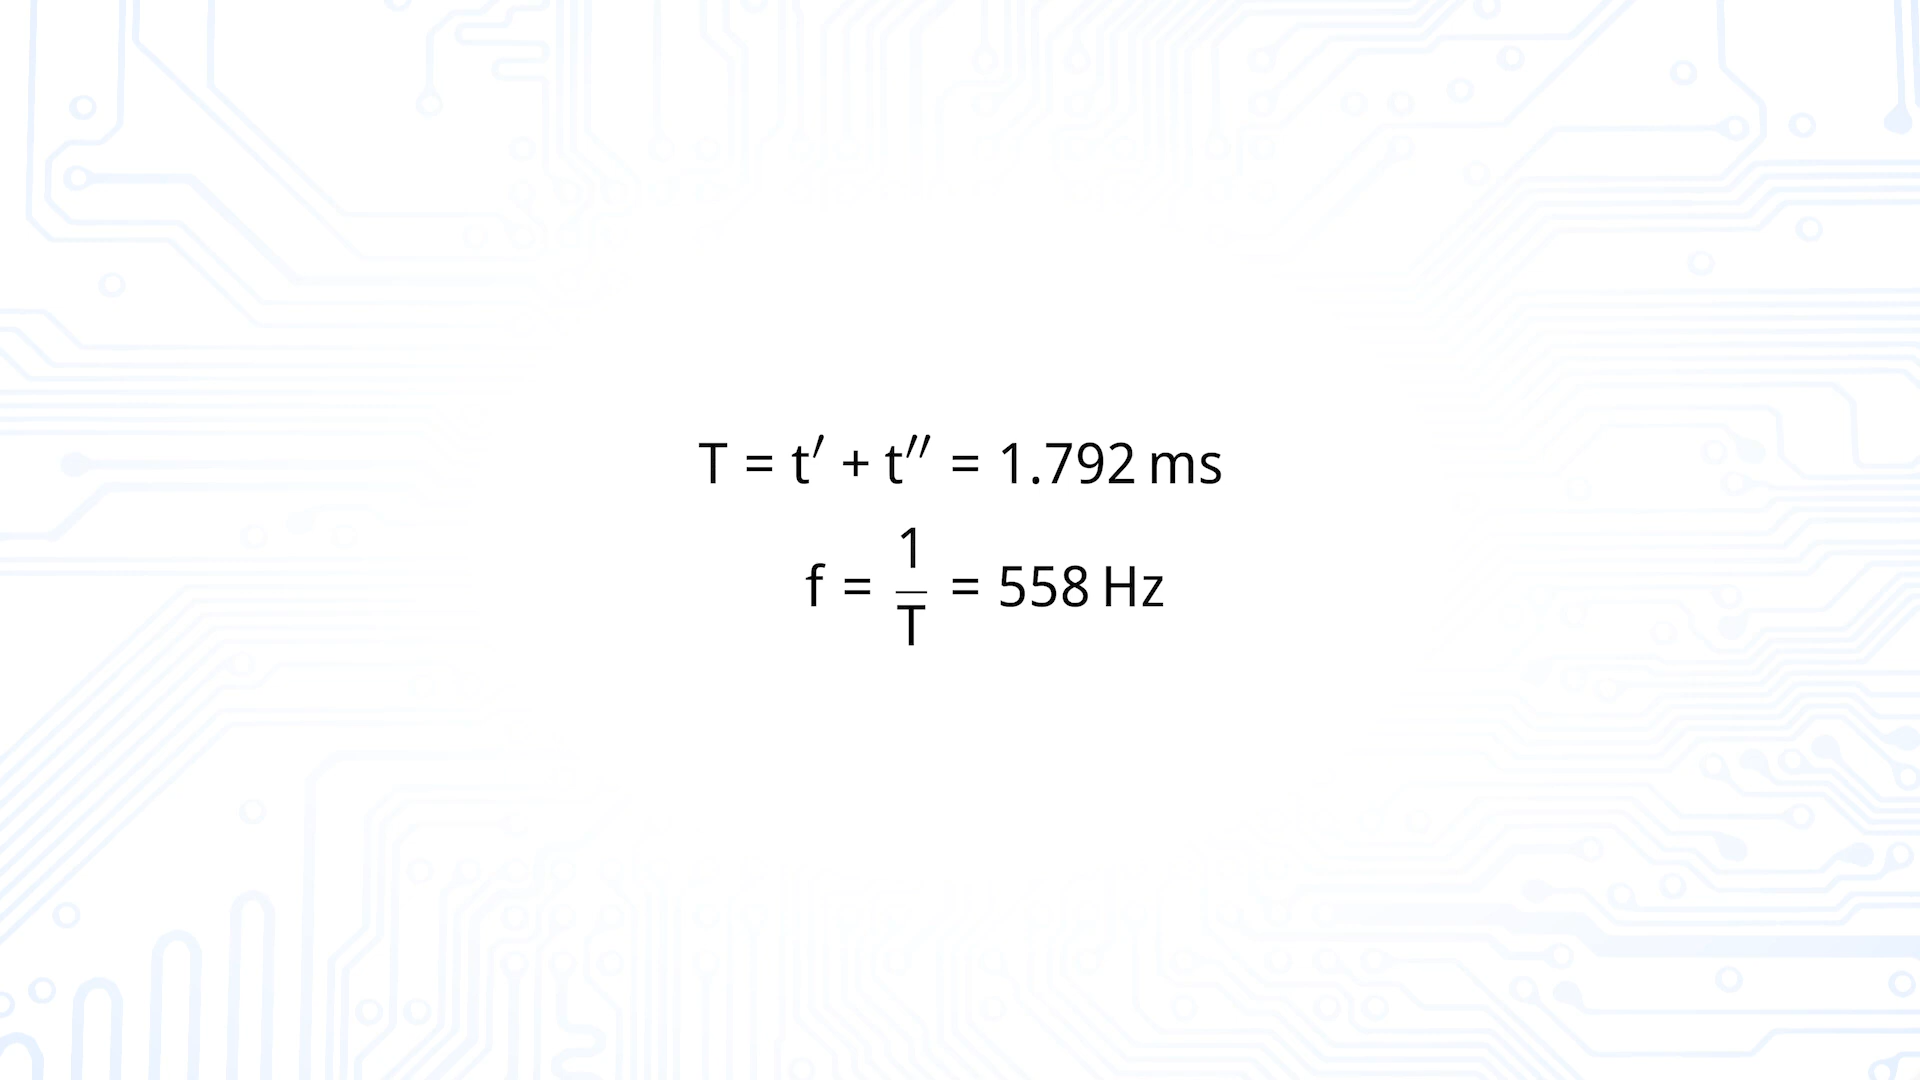 T = t′ + t″ = 1.792 ms
f = 1/T = 558 Hz